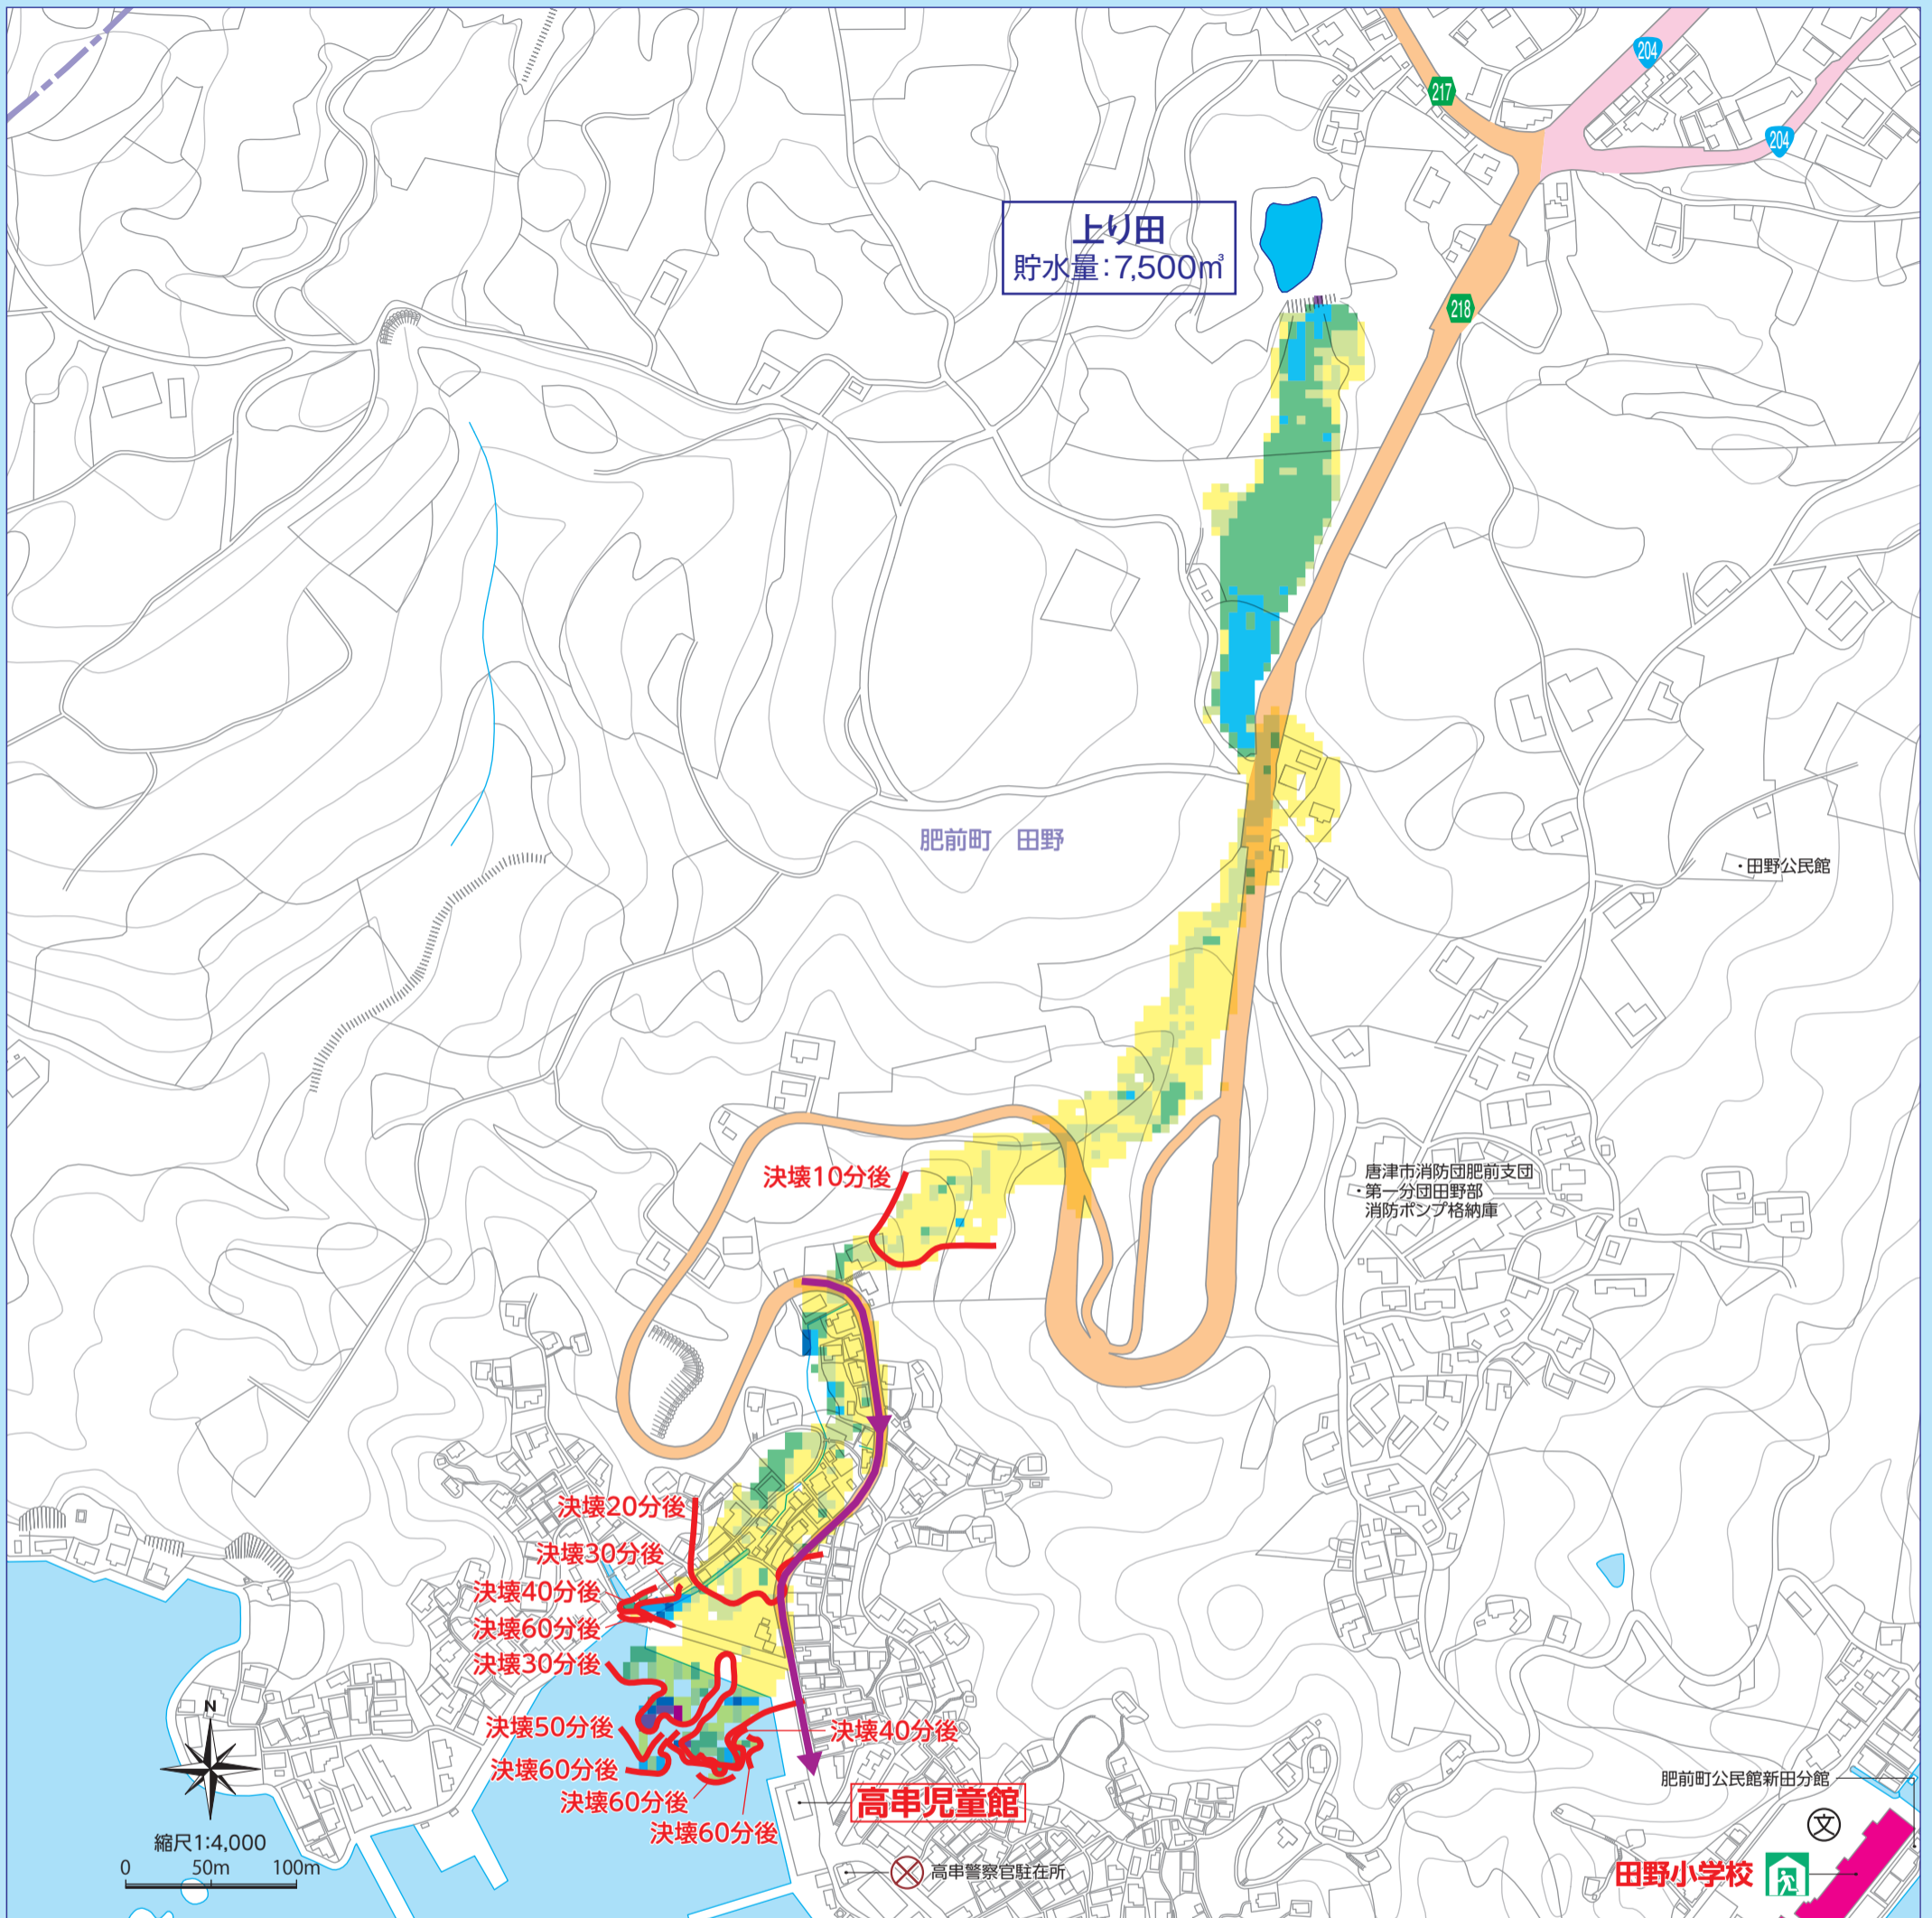 204
217
204
上り田
貯水量：7,500㎥
218
肥前町　田野
・田野公民館
決壊10分後
唐津市消防団肥前支団
・第一分団田野部
消防ポンプ格納庫
決壊20分後
決壊30分後
決壊40分後
決壊60分後
決壊30分後
決壊50分後
決壊40分後
決壊60分後
決壊60分後
決壊60分後
高串児童館
N
縮尺1:4,000
0 50m 100m
高串警察官駐在所
肥前町公民館新田分館
文
田野小学校